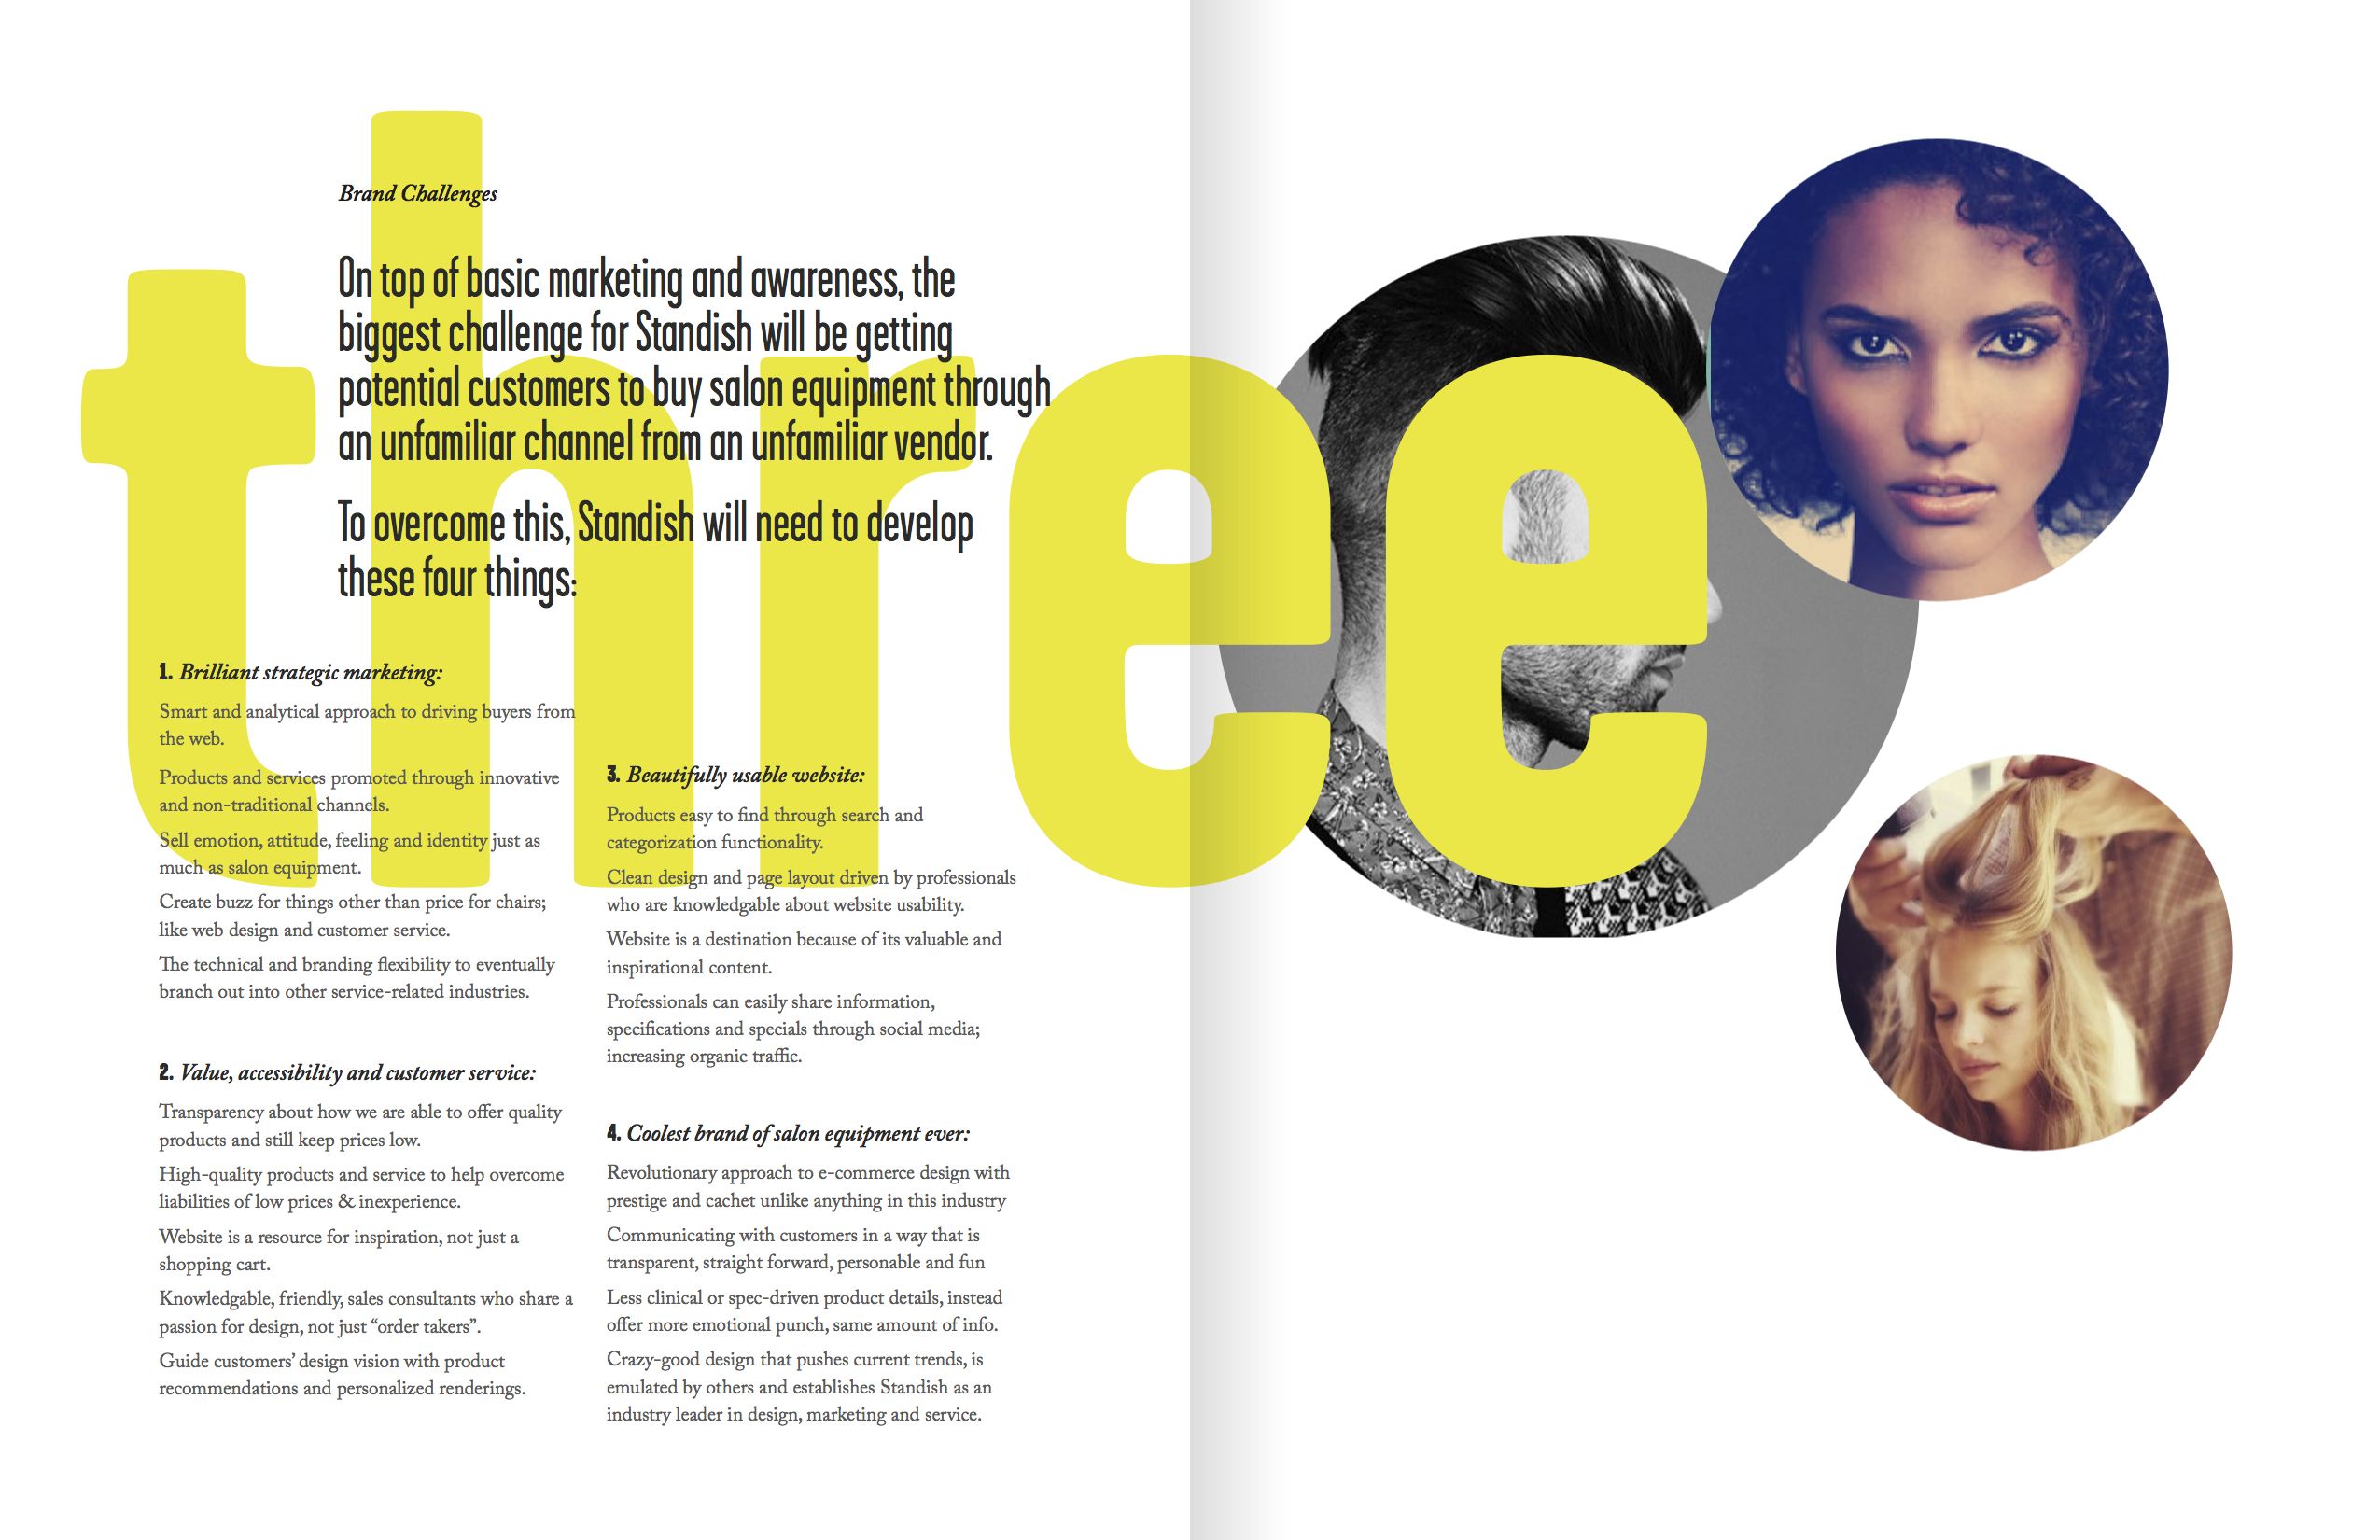 three
Brand Challenges
On top of basic marketing and awareness, the
biggest challenge for Standish will be getting
potential customers to buy salon equipment through
an unfamiliar channel from an unfamiliar vendor.
To overcome this, Standish will need to develop
these four things:
1. Brilliant strategic marketing:
Smart and analytical approach to driving buyers from
the web.
Products and services promoted through innovative
and non-traditional channels.
Sell emotion, attitude, feeling and identity just as
much as salon equipment.
Create buzz for things other than price for chairs;
like web design and customer service.
The technical and branding flexibility to eventually
branch out into other service-related industries.
2. Value, accessibility and customer service:
Transparency about how we are able to offer quality
products and still keep prices low.
High-quality products and service to help overcome
liabilities of low prices & inexperience.
Website is a resource for inspiration, not just a
shopping cart.
Knowledgable, friendly, sales consultants who share a
passion for design, not just “order takers”.
Guide customers’ design vision with product
recommendations and personalized renderings.
3. Beautifully usable website:
Products easy to find through search and
categorization functionality.
Clean design and page layout driven by professionals
who are knowledgable about website usability.
Website is a destination because of its valuable and
inspirational content.
Professionals can easily share information,
specifications and specials through social media;
increasing organic traffic.
4. Coolest brand of salon equipment ever:
Revolutionary approach to e-commerce design with
prestige and cachet unlike anything in this industry
Communicating with customers in a way that is
transparent, straight forward, personable and fun
Less clinical or spec-driven product details, instead
offer more emotional punch, same amount of info.
Crazy-good design that pushes current trends, is
emulated by others and establishes Standish as an
industry leader in design, marketing and service.